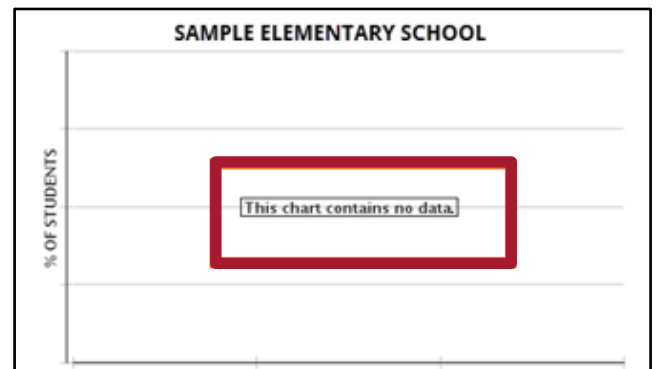 SAMPLE ELEMENTARY SCHOOL
% OF STUDENTS
This chart contains no data.